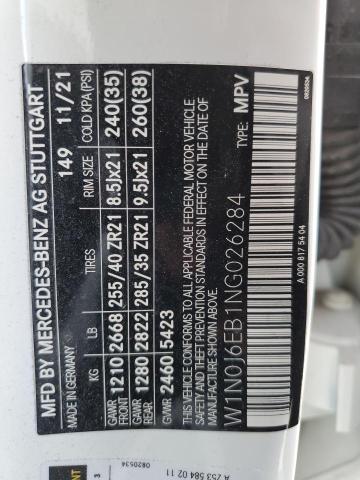 MFD BY MERCEDES-BENZ AG STUTTGART
MADE IN GERMANY 149 11/21
KG LB TIRES RIM SIZE COLD KPA (PSI)
GAWR FRONT 1210 2668 255/40 ZR21 8.5Jx21 240(35)
GAWR REAR 1280 2822 285/35 ZR21 9.5Jx21 260(38)
GVWR 2460 5423
THIS VEHICLE CONFORMS TO ALL APPLICABLE FEDERAL MOTOR VEHICLE
SAFETY AND THEFT PREVENTION STANDARDS IN EFFECT ON THE DATE OF
MANUFACTURE SHOWN ABOVE.
W1N0J6EB1NG026284 TYPE: MPV
A 000 817 54 04
0820534
A 253 584 02 11